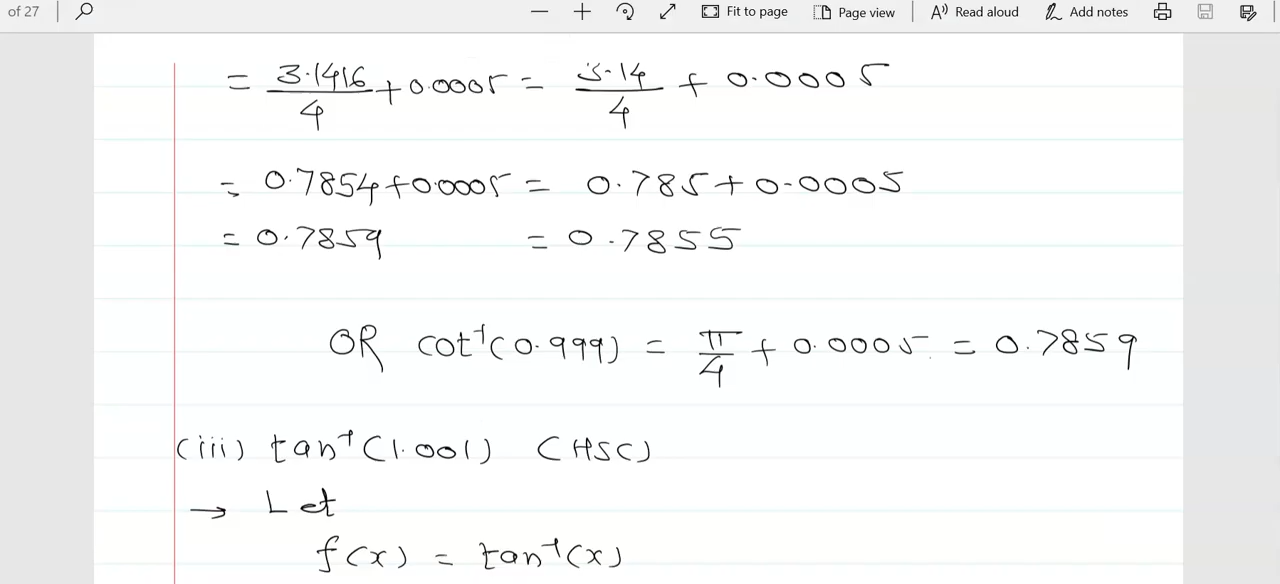 of 27 Fit to page Page view Read aloud Add notes
= 3.1416/4 + 0.0005 = 3.14/4 + 0.0005
= 0.7854 + 0.0005 = 0.785 + 0.0005
= 0.7859 = 0.7855
OR cot⁻¹(0.999) = π/4 + 0.0005 = 0.7859
(iii) tan⁻¹(1.001) (HSC)
→ Let
f(x) = tan⁻¹(x)